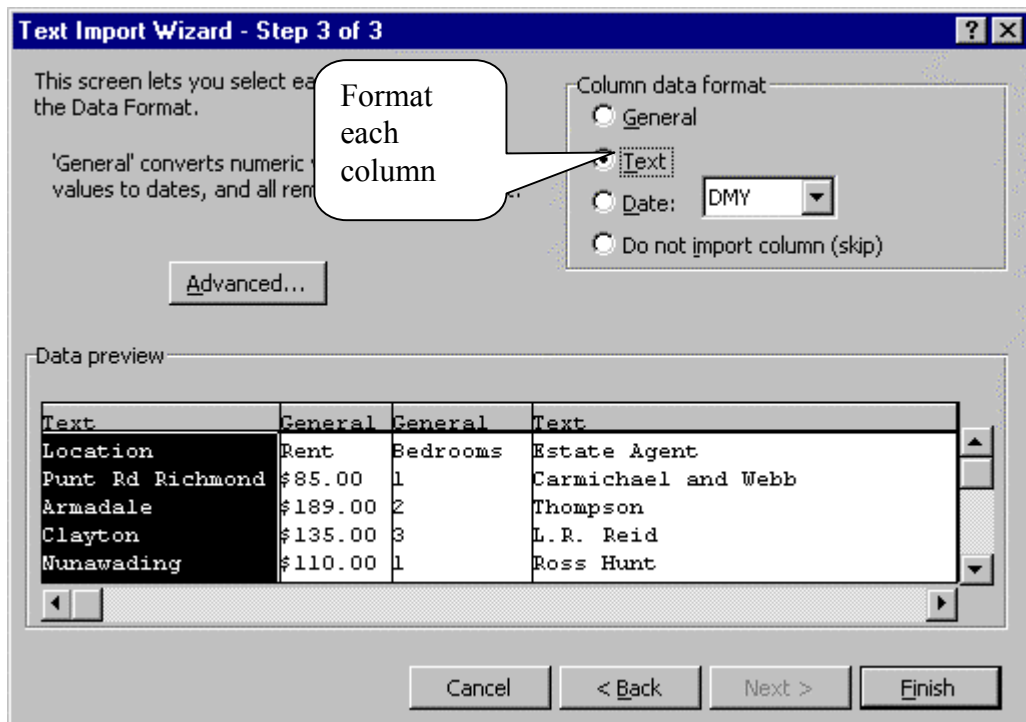 Text Import Wizard - Step 3 of 3
This screen lets you select ea
the Data Format.
'General' converts numeric
values to dates, and all rem
Format
each
column
Column data format
General
Text
Date: DMY
Do not import column (skip)
Advanced...
Data preview
Text General General Text
Location Rent Bedrooms Estate Agent
Punt Rd Richmond $85.00 1 Carmichael and Webb
Armadale $189.00 2 Thompson
Clayton $135.00 3 L.R. Reid
Nunawading $110.00 1 Ross Hunt
Cancel < Back Next > Finish